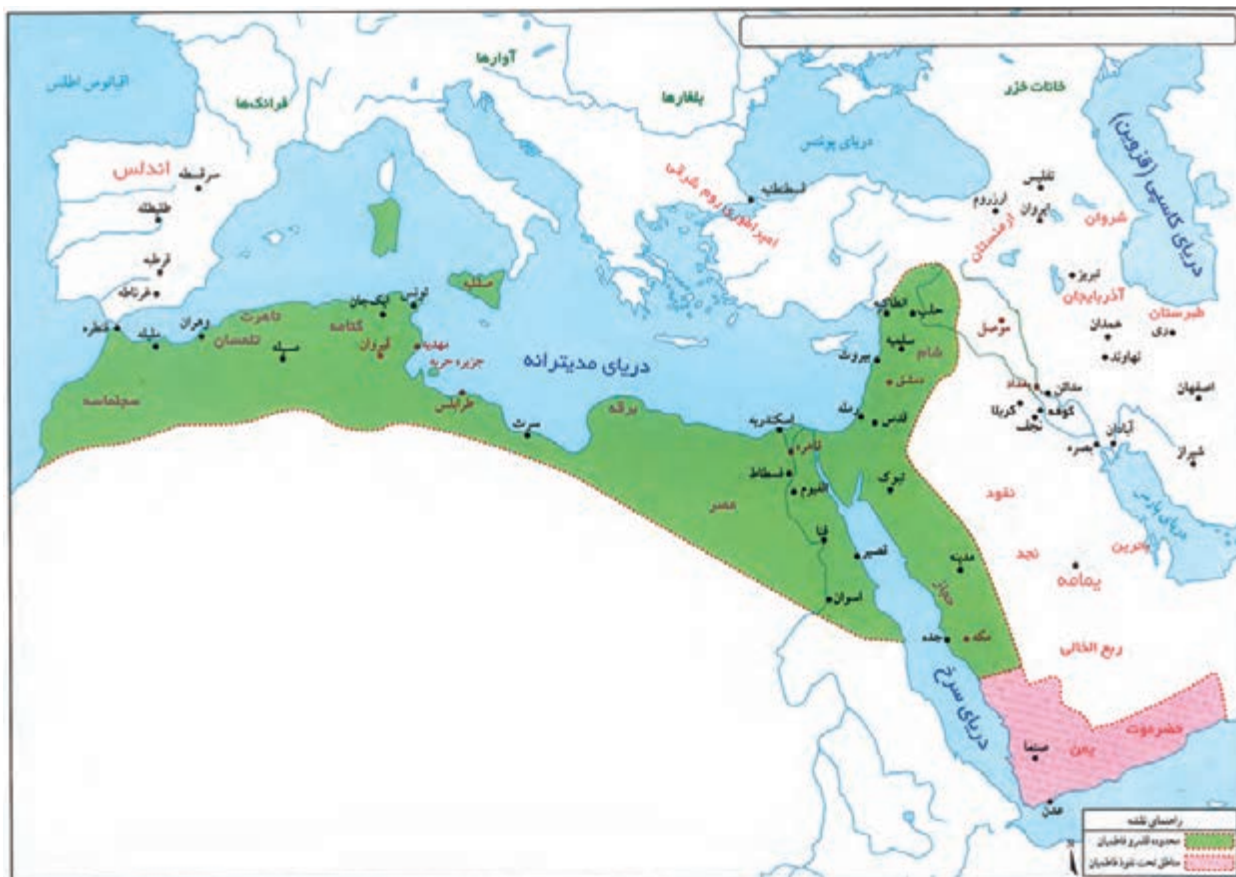 اقیانوس اطلس
فرانک‌ها
آوارها
بلغارها
خانات خزر
دریای کاسپی (قزوین)
دریای پونتس
اندلس
سرقسطه
طلیطله
قرطبه
غرناطه
قسطنطنیه
امپراطوری روم شرقی
ارمنستان
ارزروم
تفلیس
ایروان
شروان
تبریز
آذربایجان
طبرستان
همدان
ری
نهاوند
اصفهان
شیراز
موصل
بغداد
مدائن
کربلا
کوفه
نجف
بصره
آبادان
دریای پارس
بحرین
نفود
نجد
یمامه
ربع الخالی
انطاکیه
حلب
سلمیه
شام
بیروت
دمشق
رمله
قدس
تبوک
مدینه
حجاز
جده
مکه
دریای سرخ
یمن
حضرموت
صنعا
عدن
دریای مدیترانه
صقلیه
تونس
ایکجان
کتامه
تاهرت
تلمسان
وهران
ملیله
سجلماسه
مسیله
قیروان
مهدیه
جزیره جربه
طرابلس
سرت
برقه
اسکندریه
قاهره
فسطاط
الفیوم
مصر
قنا
قصیر
اسوان
راهنمای نقشه
محدوده قلمرو فاطمیان
مناطق تحت نفوذ فاطمیان